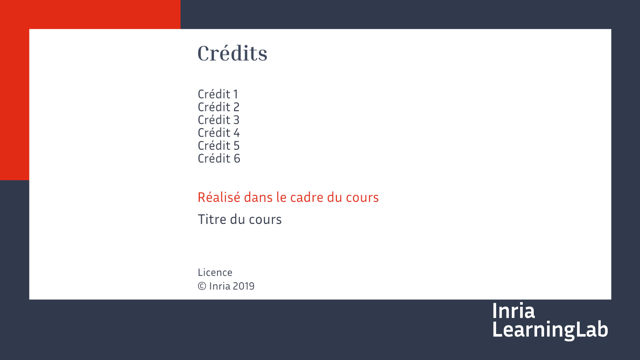 Crédits
Crédit 1
Crédit 2
Crédit 3
Crédit 4
Crédit 5
Crédit 6
Réalisé dans le cadre du cours
Titre du cours
Licence
© Inria 2019
Inria
LearningLab